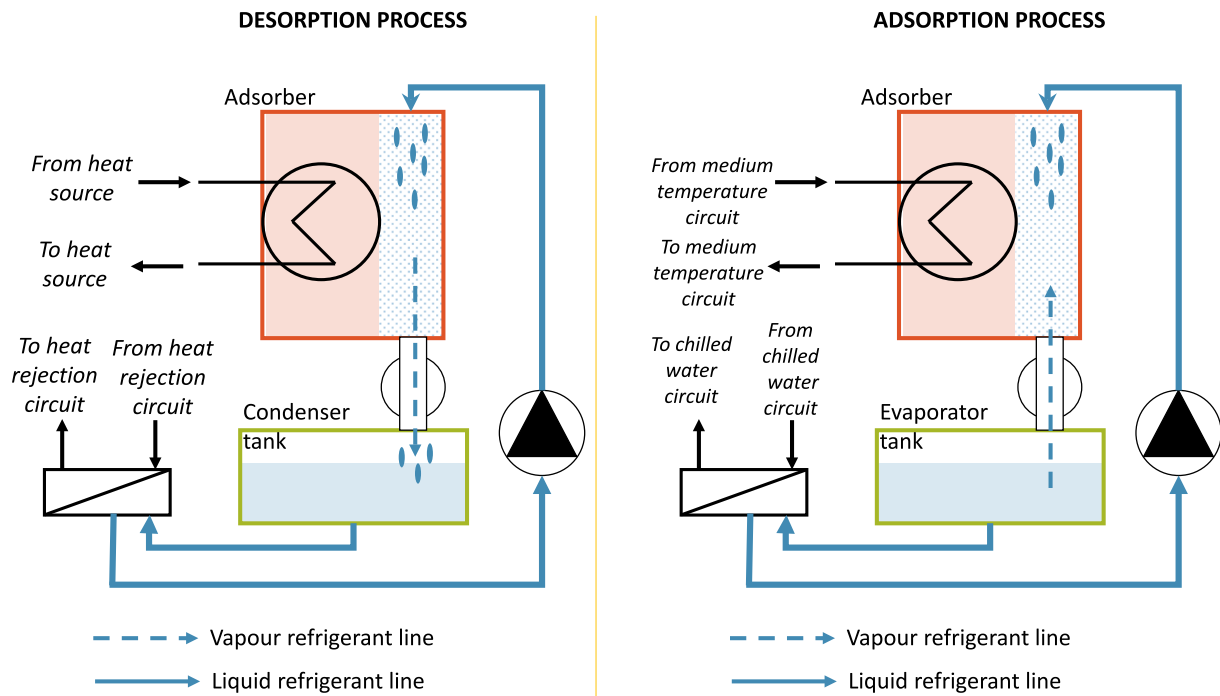 DESORPTION PROCESS
Adsorber
From heat
source
To heat
source
To heat
rejection
circuit
From heat
rejection
circuit
Condenser
tank
Vapour refrigerant line
Liquid refrigerant line
ADSORPTION PROCESS
Adsorber
From medium
temperature
circuit
To medium
temperature
circuit
To chilled
water
circuit
From
chilled
water
circuit
Evaporator
tank
Vapour refrigerant line
Liquid refrigerant line